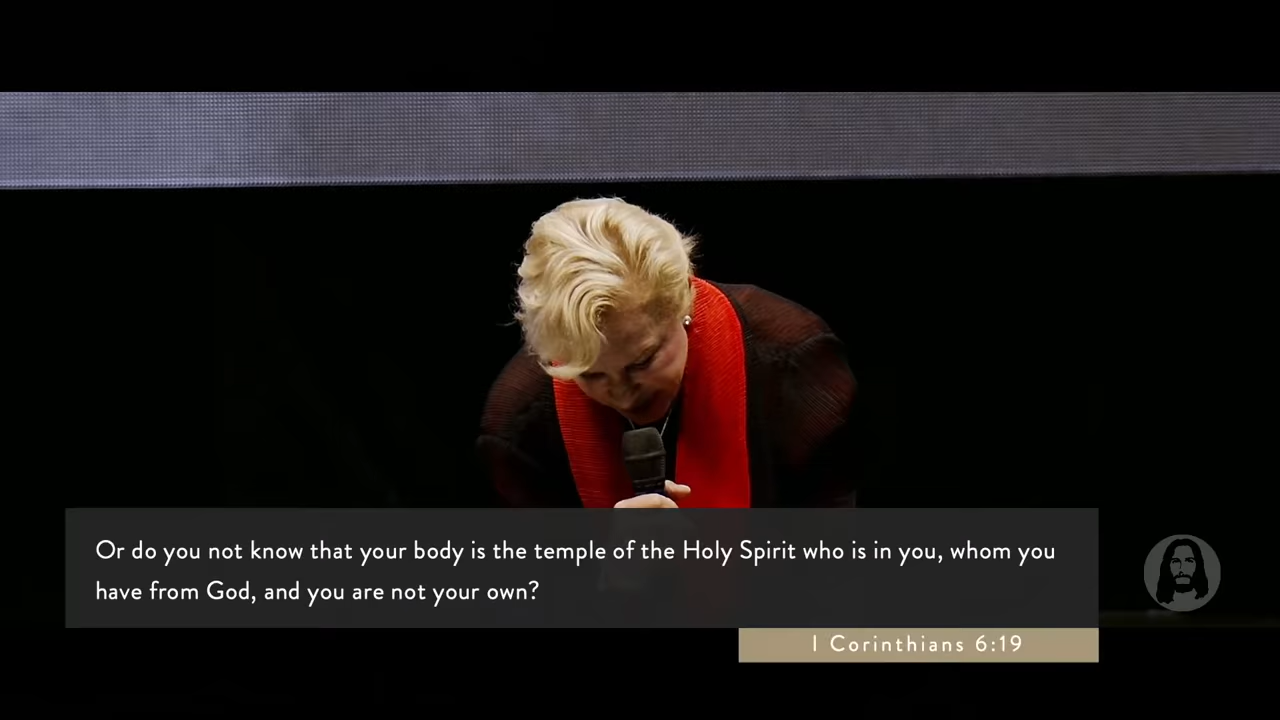 Or do you not know that your body is the temple of the Holy Spirit who is in you, whom you
have from God, and you are not your own?
I Corinthians 6:19